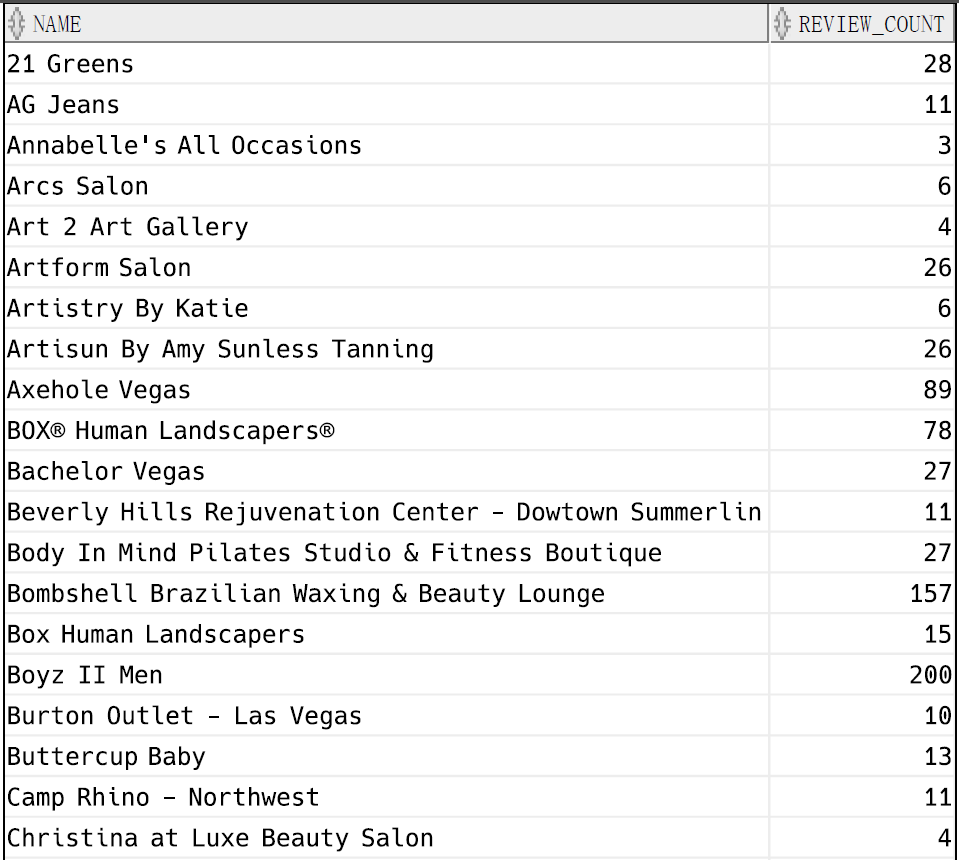 NAME REVIEW_COUNT
21 Greens 28
AG Jeans 11
Annabelle's All Occasions 3
Arcs Salon 6
Art 2 Art Gallery 4
Artform Salon 26
Artistry By Katie 6
Artisun By Amy Sunless Tanning 26
Axehole Vegas 89
BOX® Human Landscapers® 78
Bachelor Vegas 27
Beverly Hills Rejuvenation Center - Dowtown Summerlin 11
Body In Mind Pilates Studio & Fitness Boutique 27
Bombshell Brazilian Waxing & Beauty Lounge 157
Box Human Landscapers 15
Boyz II Men 200
Burton Outlet - Las Vegas 10
Buttercup Baby 13
Camp Rhino - Northwest 11
Christina at Luxe Beauty Salon 4